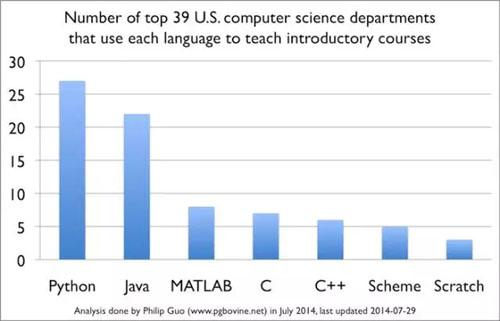 Number of top 39 U.S. computer science departments
that use each language to teach introductory courses
30
25
20
15
10
5
0
Python Java MATLAB C C++ Scheme Scratch
Analysis done by Philip Guo (www.pgbovine.net) in July 2014, last updated 2014-07-29